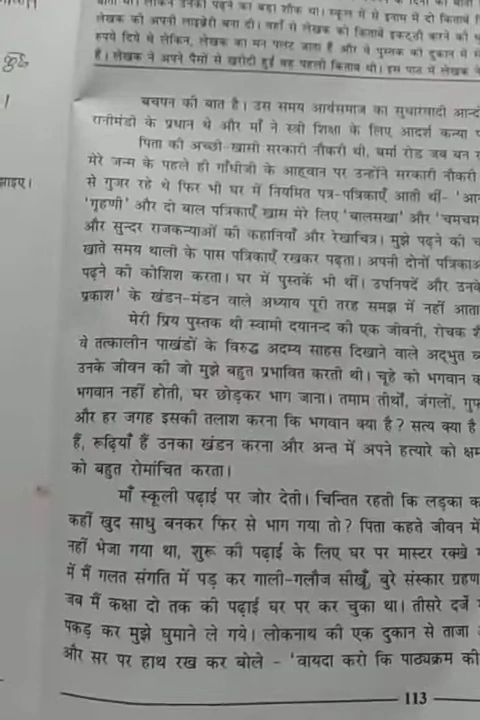 लेखक को अपनी लाइब्रेरी बना दी। वहाँ से लेखक को किताबें इकट्ठी करने की
रुपये दिये थे लेकिन, लेखक का मन पलट जाता है और वे पुस्तक की दुकान में
हैं। लेखक ने अपने पैसों से खरीदी हुई वह पहली किताब थी। इस पाठ में लेखक ने
बचपन की बात है। उस समय आर्यसमाज का सुधारवादी
रानीमंडी के प्रधान थे और माँ ने स्त्री शिक्षा के लिए आदर्श कन्या
पिता की अच्छी-खासी सरकारी नौकरी थी, बर्मा रोड जब बन
मेरे जन्म के पहले ही गाँधीजी के आह्वान पर उन्होंने सरकारी नौकरी
झाइए।
से गुजर रहे थे फिर भी घर में नियमित पत्र-पत्रिकाएँ आती थीं-
'गृहणी' और दो बाल पत्रिकाएँ खास मेरे लिए 'बालसखा' और 'चमचम
और सुन्दर राजकन्याओं की कहानियाँ और रेखाचित्र। मुझे पढ़ने की
खाते समय थाली के पास पत्रिकाएँ रखकर पढ़ता। अपनी दोनों
पढ़ने की कोशिश करता। घर में पुस्तकें भी थीं। उपनिषदें और
प्रकाश' के खंडन-मंडन वाले अध्याय पूरी तरह समझ में नहीं आता
मेरी प्रिय पुस्तक थी स्वामी दयानन्द की एक जीवनी, रोचक
वे तत्कालीन पाखंडों के विरुद्ध अदम्य साहस दिखाने वाले अद्भुत
उनके जीवन की जो मुझे बहुत प्रभावित करती थी। चूहे को भगवान
भगवान नहीं होती, घर छोड़कर भाग जाना। तमाम तीर्थों, जंगलों,
और हर जगह इसकी तलाश करना कि भगवान क्या है? सत्य क्या है
हैं, रूढ़ियाँ हैं उनका खंडन करना और अन्त में अपने हत्यारे को
को बहुत रोमांचित करता।
माँ स्कूली पढ़ाई पर जोर देती। चिन्तित रहती कि लड़का
कहीं खुद साधु बनकर फिर से भाग गया तो? पिता कहते जीवन में
नहीं भेजा गया था, शुरू की पढ़ाई के लिए घर पर मास्टर रक्खे
में मैं गलत संगति में पड़ कर गाली-गलौज सीखूँ, बुरे संस्कार ग्रहण
जब मैं कक्षा दो तक की पढ़ाई घर पर कर चुका था। तीसरे दर्जे
पकड़ कर मुझे घुमाने ले गये। लोकनाथ की एक दुकान से ताजा
और सर पर हाथ रख कर बोले - 'वायदा करो कि पाठ्यक्रम की
113